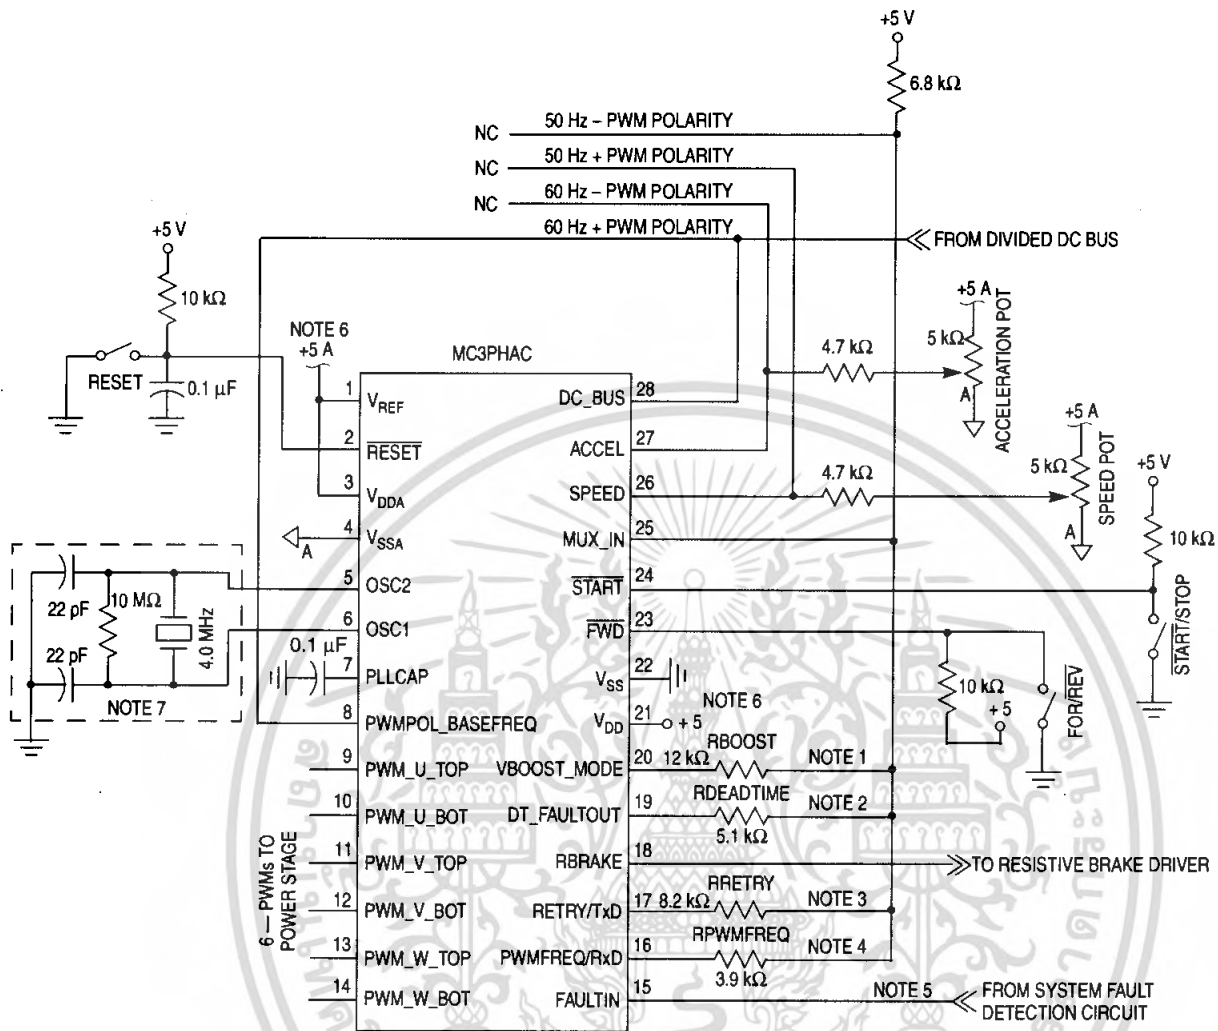 +5 V
6.8 kΩ
NC 50 Hz – PWM POLARITY
NC 50 Hz + PWM POLARITY
NC 60 Hz – PWM POLARITY
60 Hz + PWM POLARITY
FROM DIVIDED DC BUS
+5 V
10 kΩ
RESET
0.1 µF
NOTE 6
+5 A
MC3PHAC
4.7 kΩ
+5 A
5 kΩ
A
ACCELERATION POT
4.7 kΩ
+5 A
5 kΩ
A
SPEED POT
+5 V
10 kΩ
START/STOP
1 VREF
2 RESET
3 VDDA
4 VSSA
A
5 OSC2
6 OSC1
7 PLLCAP
8 PWMPOL_BASEFREQ
9 PWM_U_TOP
10 PWM_U_BOT
11 PWM_V_TOP
12 PWM_V_BOT
13 PWM_W_TOP
14 PWM_W_BOT
DC_BUS 28
ACCEL 27
SPEED 26
MUX_IN 25
START 24
FWD 23
VSS 22
VDD 21
NOTE 6
+ 5
VBOOST_MODE 20 12 kΩ RBOOST NOTE 1
DT_FAULTOUT 19 RDEADTIME 5.1 kΩ NOTE 2
RBRAKE 18 TO RESISTIVE BRAKE DRIVER
RETRY/TxD 17 8.2 kΩ RRETRY NOTE 3
PWMFREQ/RxD 16 RPWMFREQ 3.9 kΩ NOTE 4
FAULTIN 15 NOTE 5 FROM SYSTEM FAULT
DETECTION CIRCUIT
10 kΩ
+ 5
FOR/REV
22 pF
10 MΩ
4.0 MHz
22 pF
NOTE 7
0.1 µF
6 — PWMs TO
POWER STAGE